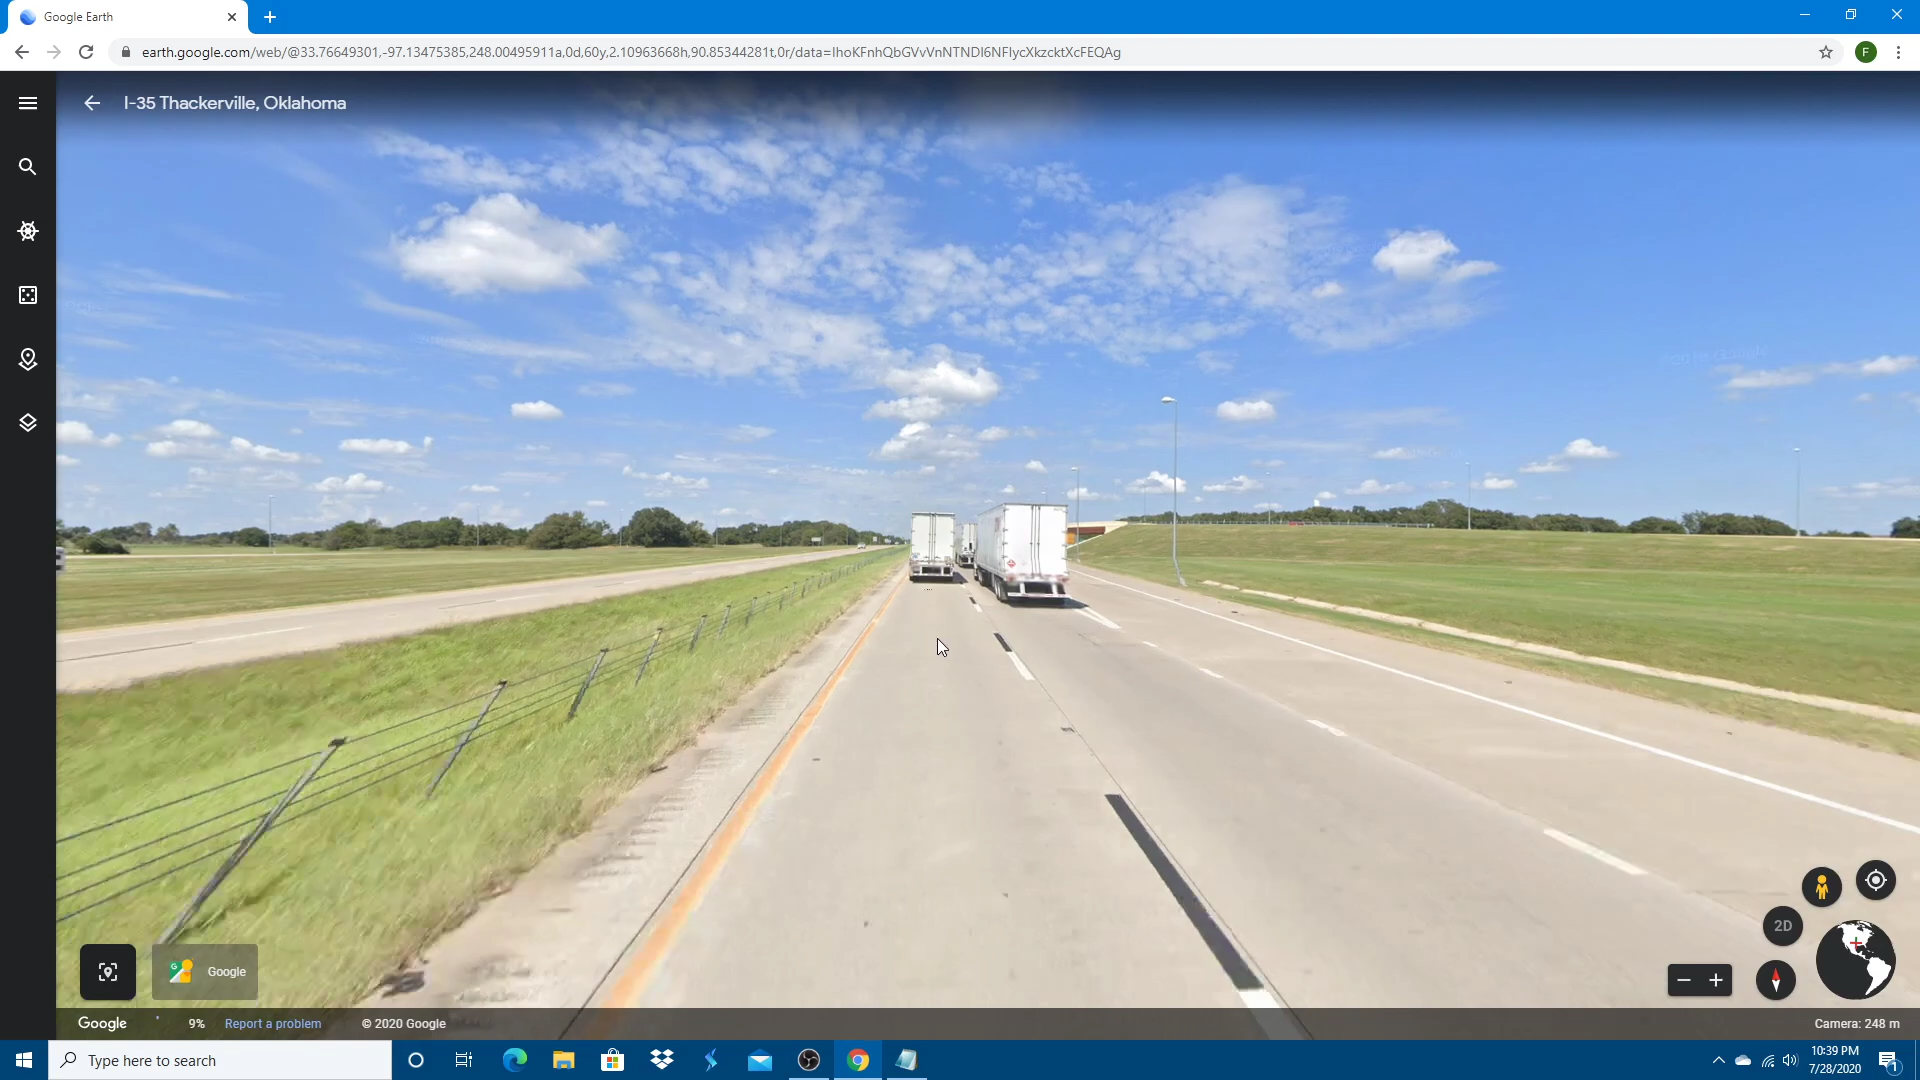 Google Earth
earth.google.com/web/@33.76649301,-97.13475385,248.00495911a,0d,60y,2.10963668h,90.85344281t,0r/data=IhoKFnhQbGVvVnNTNDI6NFlycXkzcktXcFEQAg
F
I-35 Thackerville, Oklahoma
2D
Google
Google
9%
Report a problem
© 2020 Google
Camera: 248 m
Type here to search
10:39 PM
7/28/2020
1